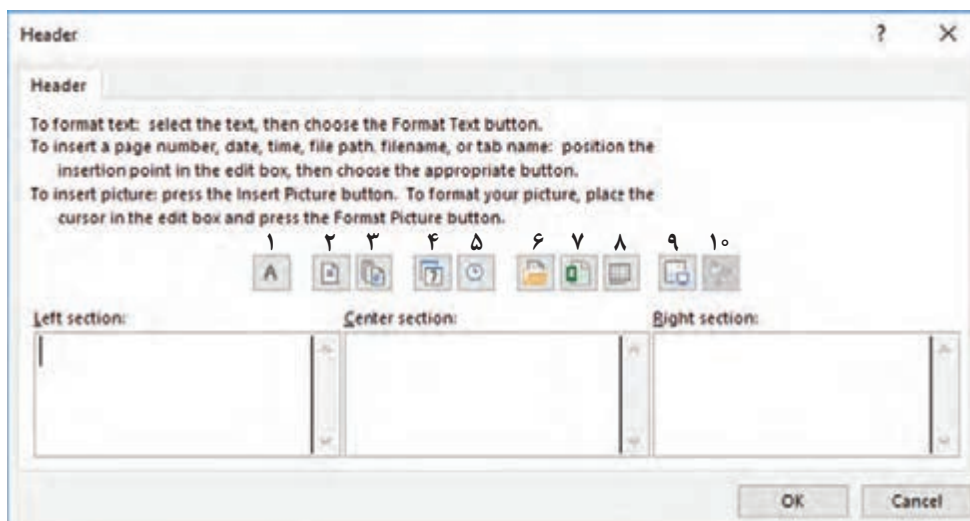 Header ? ×
Header
To format text: select the text, then choose the Format Text button.
To insert a page number, date, time, file path, filename, or tab name: position the
insertion point in the edit box, then choose the appropriate button.
To insert picture: press the Insert Picture button. To format your picture, place the
cursor in the edit box and press the Format Picture button.
۱ ۲ ۳ ۴ ۵ ۶ ۷ ۸ ۹ ۱۰
A
Left section: Center section: Right section:
OK Cancel